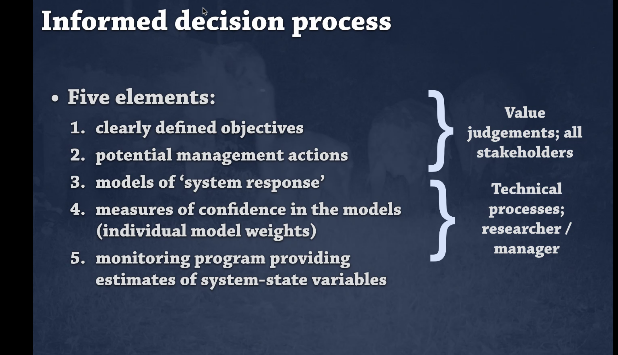 Informed decision process
• Five elements:
1. clearly defined objectives
2. potential management actions
3. models of ‘system response’
4. measures of confidence in the models
(individual model weights)
5. monitoring program providing
estimates of system-state variables
Value
judgements; all
stakeholders
Technical
processes;
researcher /
manager